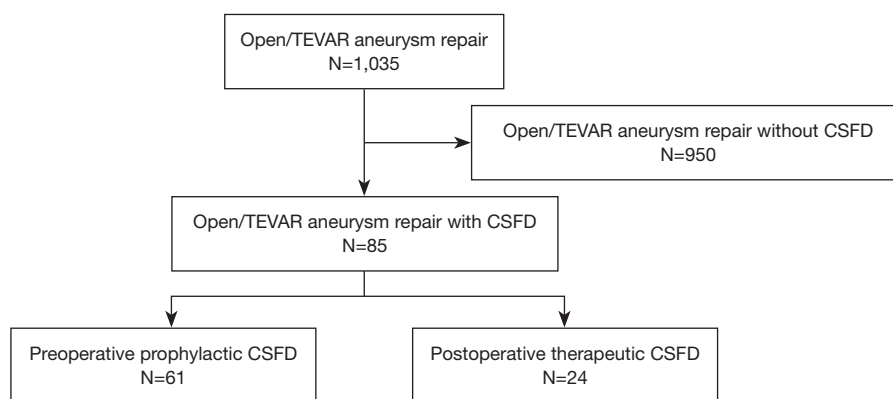 Open/TEVAR aneurysm repair
N=1,035
Open/TEVAR aneurysm repair without CSFD
N=950
Open/TEVAR aneurysm repair with CSFD
N=85
Preoperative prophylactic CSFD
N=61
Postoperative therapeutic CSFD
N=24